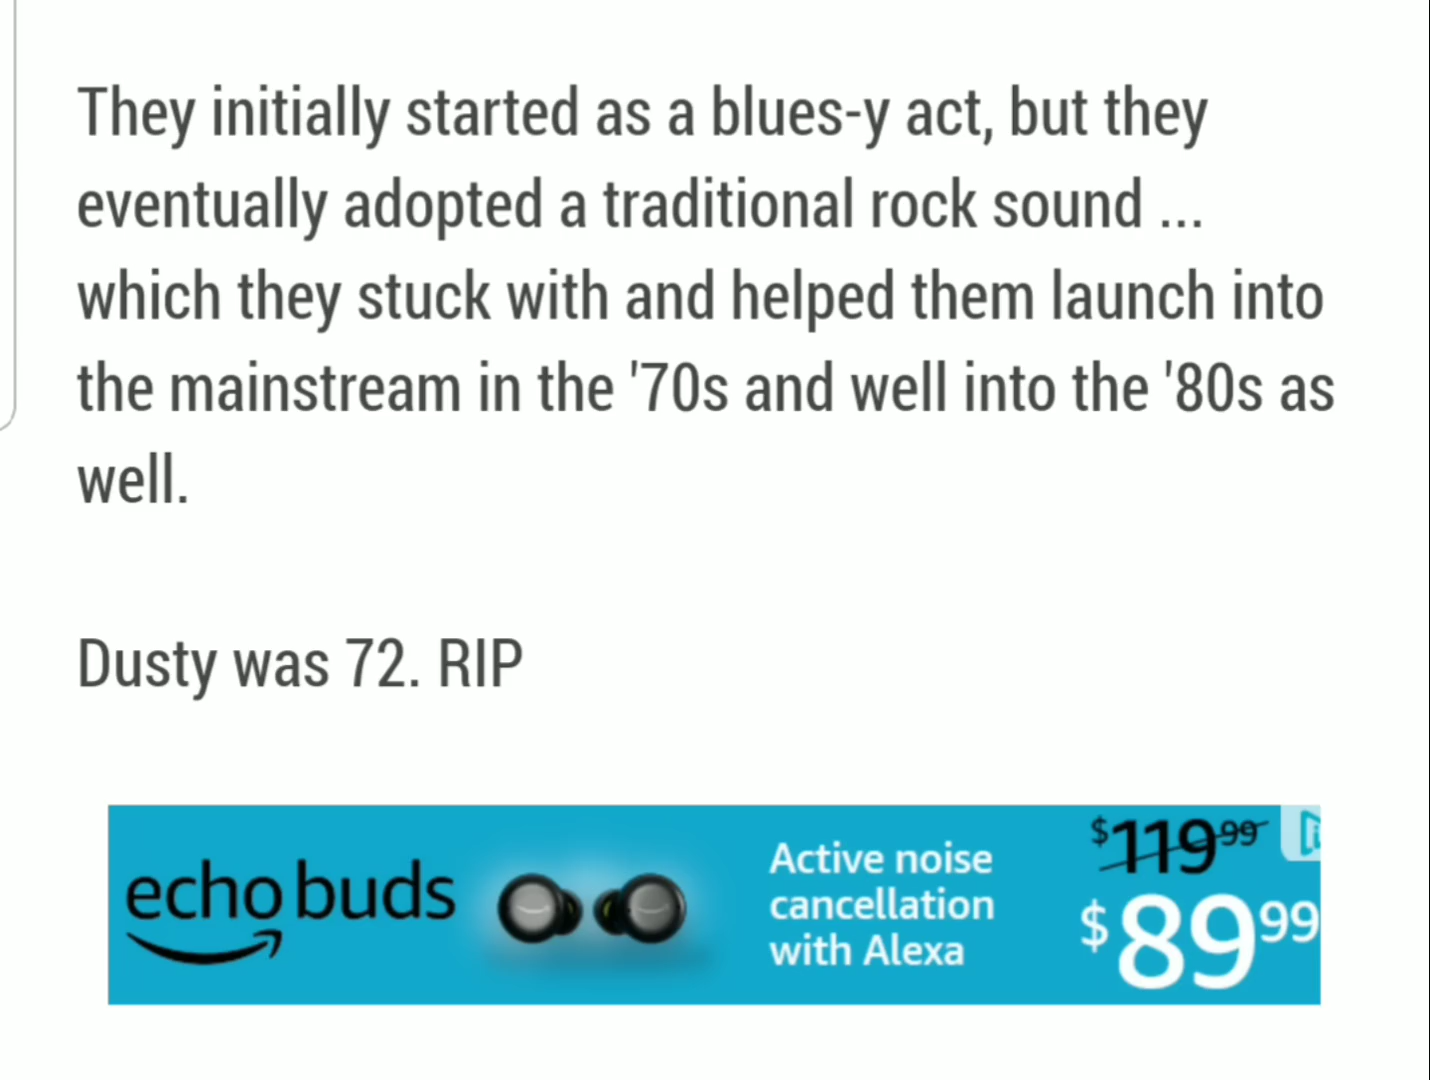 They initially started as a blues-y act, but they
eventually adopted a traditional rock sound ...
which they stuck with and helped them launch into
the mainstream in the '70s and well into the '80s as
well.
Dusty was 72. RIP
echo buds
Active noise
cancellation
with Alexa
$119.99
$89.99